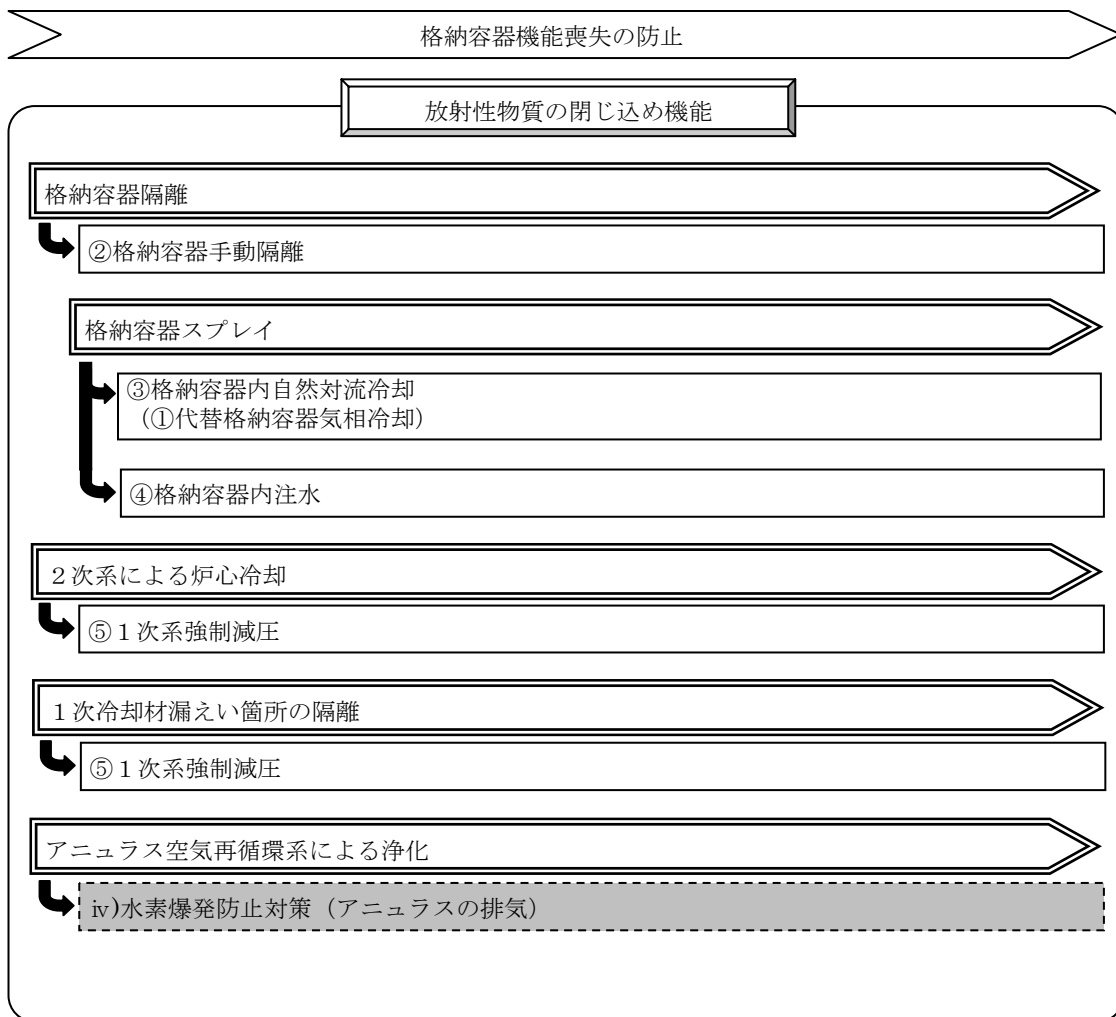 格納容器機能喪失の防止
放射性物質の閉じ込め機能
格納容器隔離
②格納容器手動隔離
格納容器スプレイ
③格納容器内自然対流冷却
（①代替格納容器気相冷却）
④格納容器内注水
２次系による炉心冷却
⑤１次系強制減圧
１次冷却材漏えい箇所の隔離
⑤１次系強制減圧
アニュラス空気再循環系による浄化
ⅳ)水素爆発防止対策（アニュラスの排気）